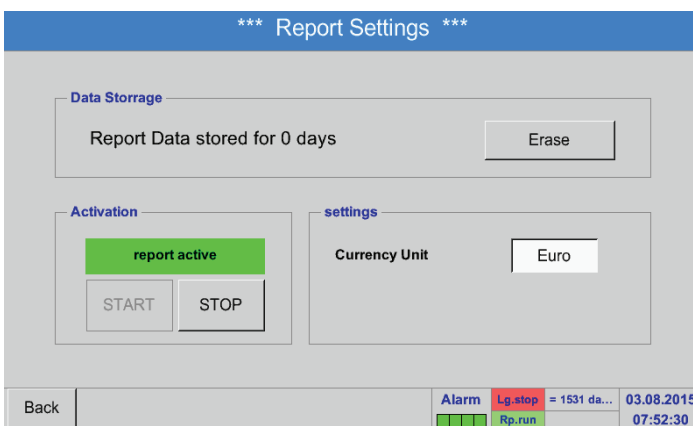 *** Report Settings ***
Data Storrage
Report Data stored for 0 days
Erase
Activation
report active
START
STOP
settings
Currency Unit
Euro
Back
Alarm
Lg.stop
= 1531 da...
03.08.2015
Rp.run
07:52:30